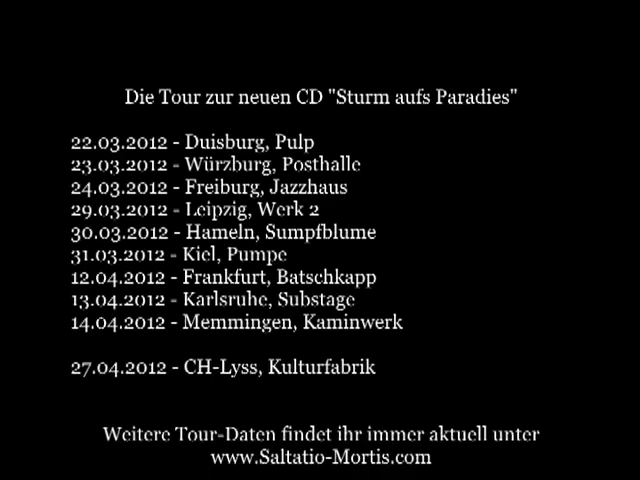 Die Tour zur neuen CD "Sturm aufs Paradies"
22.03.2012 - Duisburg, Pulp
23.03.2012 - Würzburg, Posthalle
24.03.2012 - Freiburg, Jazzhaus
29.03.2012 - Leipzig, Werk 2
30.03.2012 - Hameln, Sumpfblume
31.03.2012 - Kiel, Pumpe
12.04.2012 - Frankfurt, Batschkapp
13.04.2012 - Karlsruhe, Substage
14.04.2012 - Memmingen, Kaminwerk
27.04.2012 - CH-Lyss, Kulturfabrik
Weitere Tour-Daten findet ihr immer aktuell unter
www.Saltatio-Mortis.com